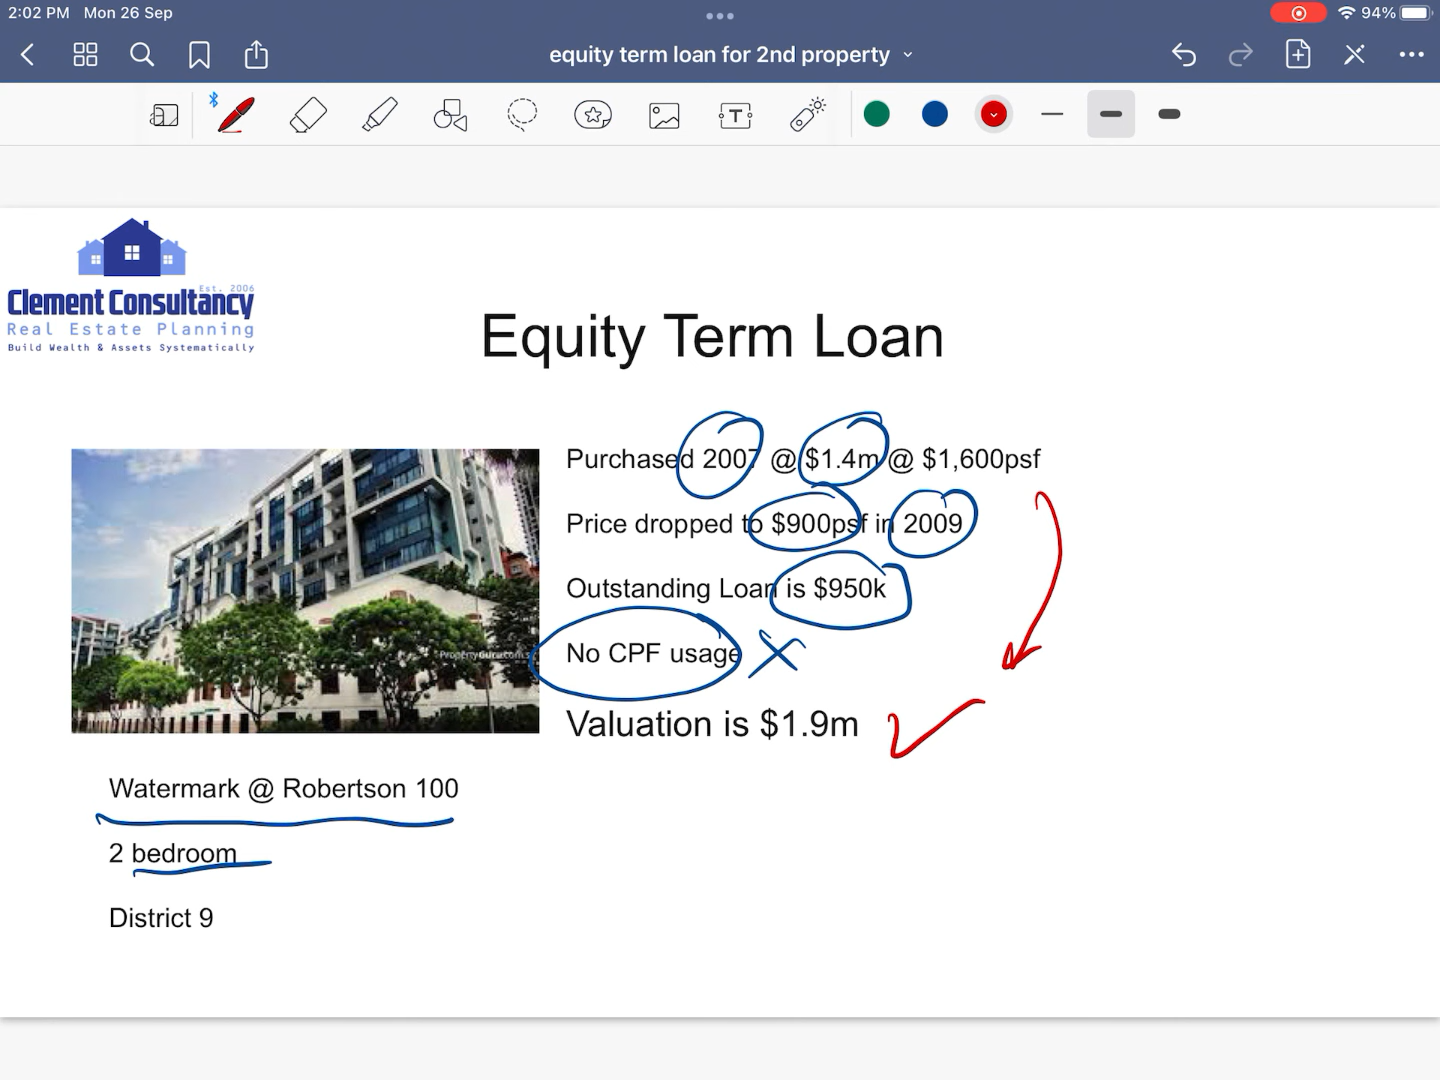 2:02 PM Mon 26 Sep
94%
equity term loan for 2nd property
Est. 2006
Clement Consultancy
Real Estate Planning
Build Wealth & Assets Systematically
Equity Term Loan
Purchased 2007 @ $1.4m @ $1,600psf
Price dropped to $900psf in 2009
Outstanding Loan is $950k
No CPF usage
PropertyGuru.com.sg
Valuation is $1.9m
Watermark @ Robertson 100
2 bedroom
District 9